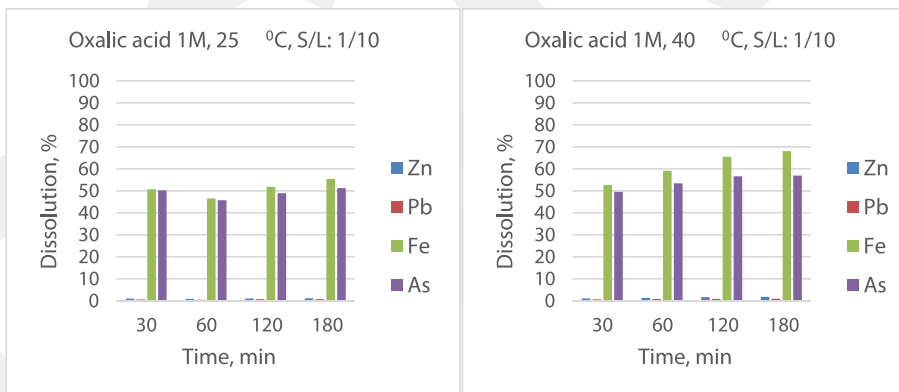 Oxalic acid 1M, 25 ⁰C, S/L: 1/10
100
90
80
70
60
50
40
30
20
10
0
Dissolution, %
30 60 120 180
Time, min
Zn
Pb
Fe
As
Oxalic acid 1M, 40 ⁰C, S/L: 1/10
100
90
80
70
60
50
40
30
20
10
0
Dissolution, %
30 60 120 180
Time, min
Zn
Pb
Fe
As